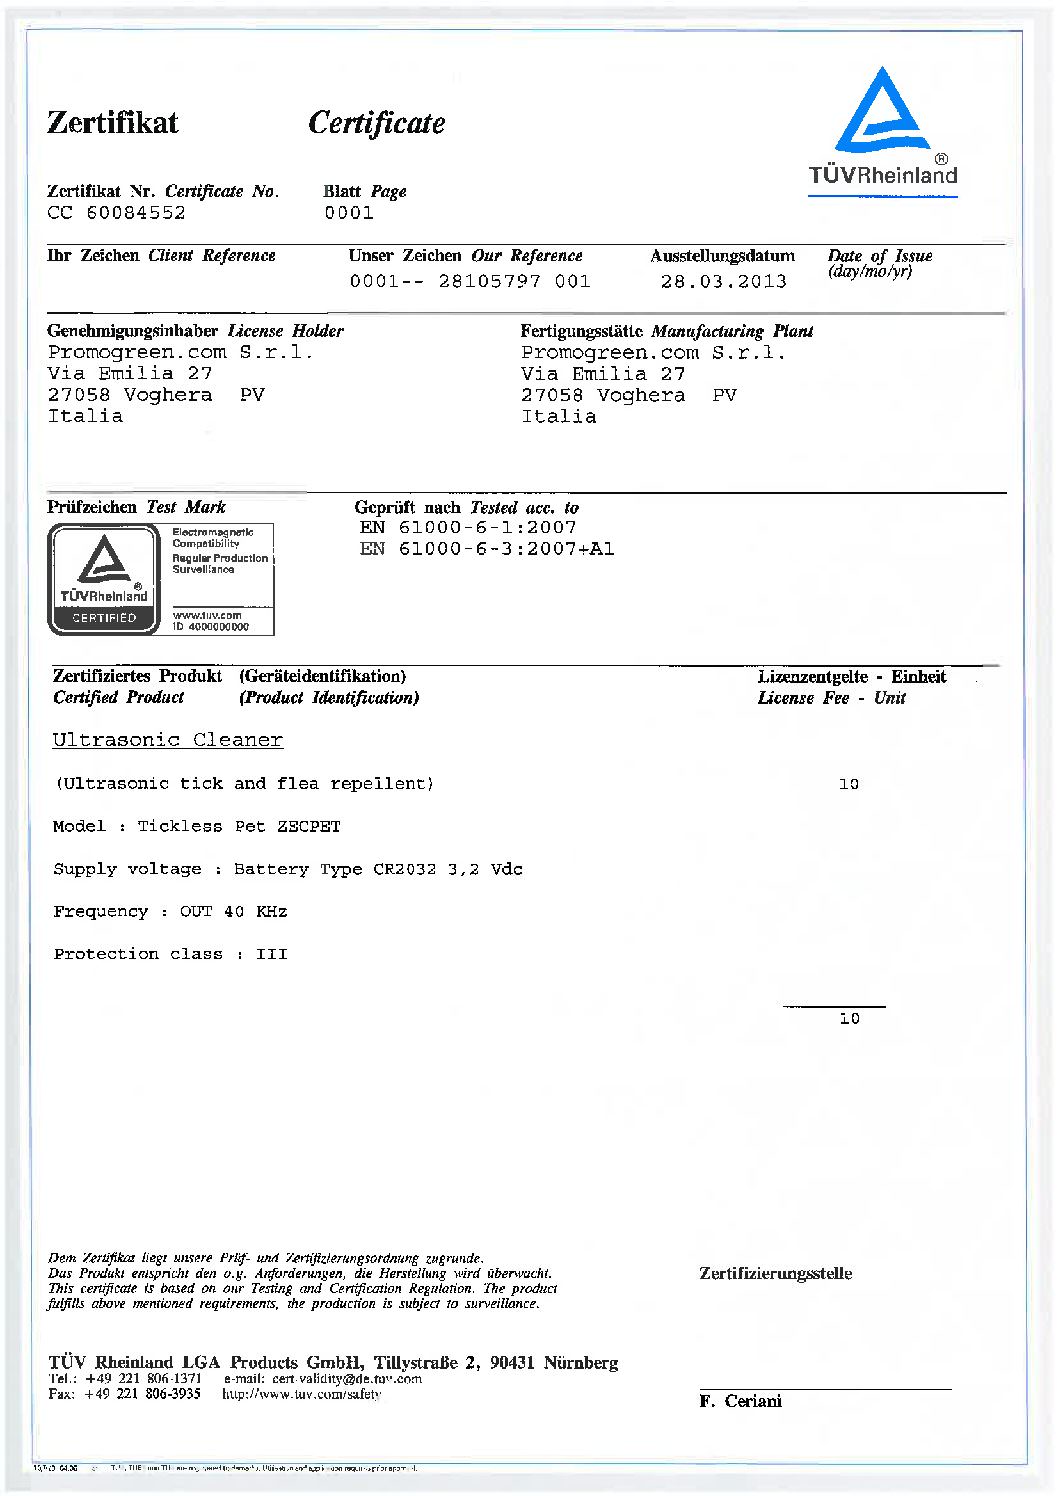 Zertifikat Certificate
TÜVRheinland®
Zertifikat Nr. Certificate No. Blatt Page
CC 60084552 0001
Ihr Zeichen Client Reference Unser Zeichen Our Reference Ausstellungsdatum Date of Issue
(day/mo/yr)
0001-- 28105797 001 28.03.2013
Genehmigungsinhaber License Holder Fertigungsstätte Manufacturing Plant
Promogreen.com S.r.l. Promogreen.com S.r.l.
Via Emilia 27 Via Emilia 27
27058 Voghera PV 27058 Voghera PV
Italia Italia
Prüfzeichen Test Mark Geprüft nach Tested acc. to
EN 61000-6-1:2007
EN 61000-6-3:2007+A1
Electromagnetic
Compatibility
Regular Production
Surveillance
TÜVRheinland®
CERTIFIED
www.tuv.com
ID 4000000000
Zertifiziertes Produkt (Geräteidentifikation) Lizenzentgelte - Einheit
Certified Product (Product Identification) License Fee - Unit
Ultrasonic Cleaner
(Ultrasonic tick and flea repellent) 10
Model : Tickless Pet ZECPET
Supply voltage : Battery Type CR2032 3,2 Vdc
Frequency : OUT 40 KHz
Protection class : III
10
Dem Zertifikat liegt unsere Prüf- und Zertifizierungsordnung zugrunde.
Das Produkt entspricht den o.g. Anforderungen, die Herstellung wird überwacht.
This certificate is based on our Testing and Certification Regulation. The product
fulfills above mentioned requirements, the production is subject to surveillance.
Zertifizierungsstelle
TÜV Rheinland LGA Products GmbH, Tillystraße 2, 90431 Nürnberg
Tel.: +49 221 806-1371 e-mail: cert-validity@de.tuv.com
Fax: +49 221 806-3935 http://www.tuv.com/safety
F. Ceriani